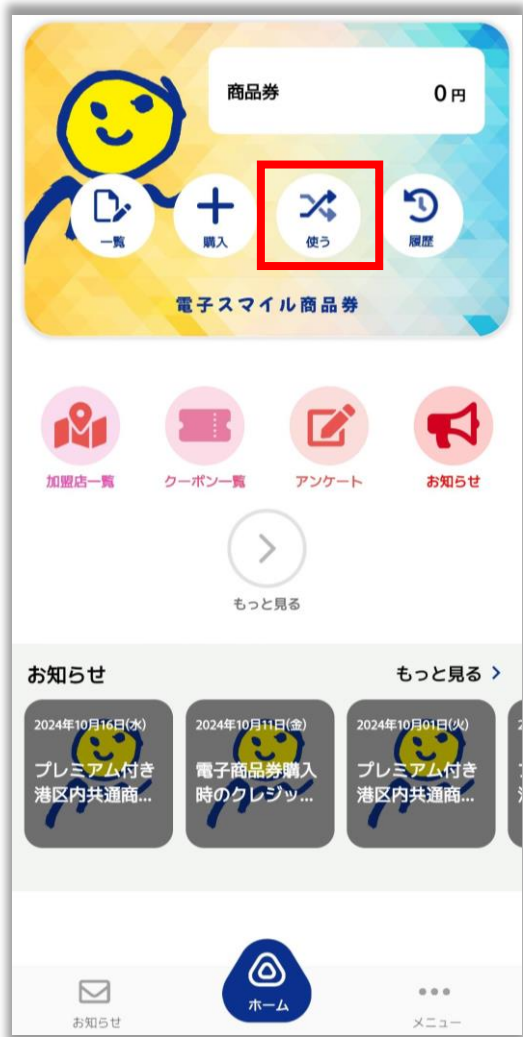 商品券 0円
一覧 購入 使う 履歴
電子スマイル商品券
加盟店一覧 クーポン一覧 アンケート お知らせ
もっと見る
お知らせ もっと見る
2024年10月16日(水)
プレミアム付き
港区内共通商...
2024年10月11日(金)
電子商品券購入
時のクレジッ...
2024年10月01日(火)
プレミアム付き
港区内共通商...
お知らせ ホーム メニュー